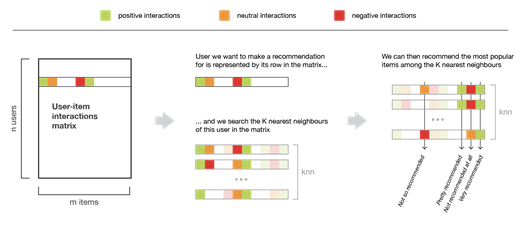 positive interactions
neutral interactions
negative interactions
User we want to make a recommendation
for is represented by its row in the matrix...
We can then recommend the most popular
items among the K nearest neighbours
n users
User-item
interactions
matrix
... and we search the K nearest neighbours
of this user in the matrix
knn
knn
m items
Not so recommended
Pretty recommended
Not recommended at all
Very recommended